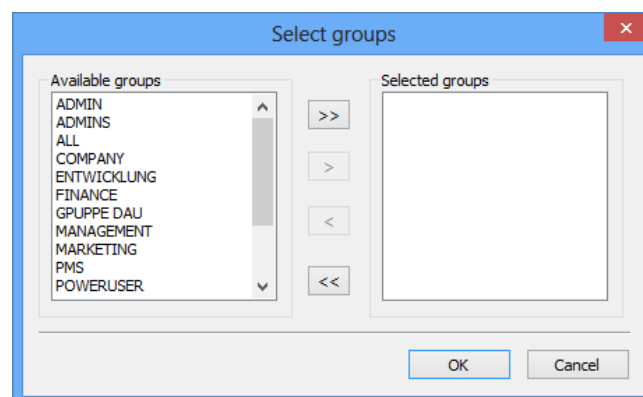 Select groups
×
Available groups
ADMIN
ADMINS
ALL
COMPANY
ENTWICKLUNG
FINANCE
GPUPPE DAU
MANAGEMENT
MARKETING
PMS
POWERUSER
>>
>
<
<<
Selected groups
OK
Cancel